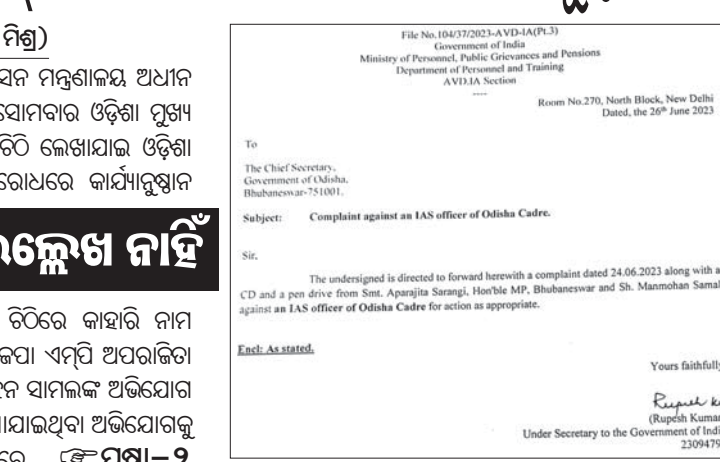 ମିଶ୍ର)
ସନ ମନ୍ତ୍ରଣାଳୟ ଅଧୀନ
ସୋମବାର ଓଡ଼ିଶା ମୁଖ୍ୟ
ଚିଠି ଲେଖାଯାଇ ଓଡ଼ିଶା
ରୋଧରେ କାର୍ଯ୍ୟାନୁଷ୍ଠାନ
ଲ୍ଲେଖ ନାହିଁ
ଚିଠିରେ କାହାରି ନାମ
ଜପା ଏମ୍‌ପି ଅପରାଜିତା
ନ ସାମଲଙ୍କ ଅଭିଯୋଗ
ଯାଇଥିବା ଅଭିଯୋଗକୁ
ରେ ☞ପୃଷ୍ଠା–୨
File No.104/37/2023-AVD-IA(Pt.3)
Government of India
Ministry of Personnel, Public Grievances and Pensions
Department of Personnel and Training
AVD.IA Section
----
Room No.270, North Block, New Delhi
Dated, the 26th June 2023
To
The Chief Secretary,
Government of Odisha,
Bhubaneswar-751001.
Subject: Complaint against an IAS officer of Odisha Cadre.
Sir,
The undersigned is directed to forward herewith a complaint dated 24.06.2023 along with a
CD and a pen drive from Smt. Aparajita Sarangi, Hon'ble MP, Bhubaneswar and Sh. Manmohan Samal
against an IAS officer of Odisha Cadre for action as appropriate.
Encl: As stated.
Yours faithfully
Rupesh k
(Rupesh Kumar
Under Secretary to the Government of Indi
2309479